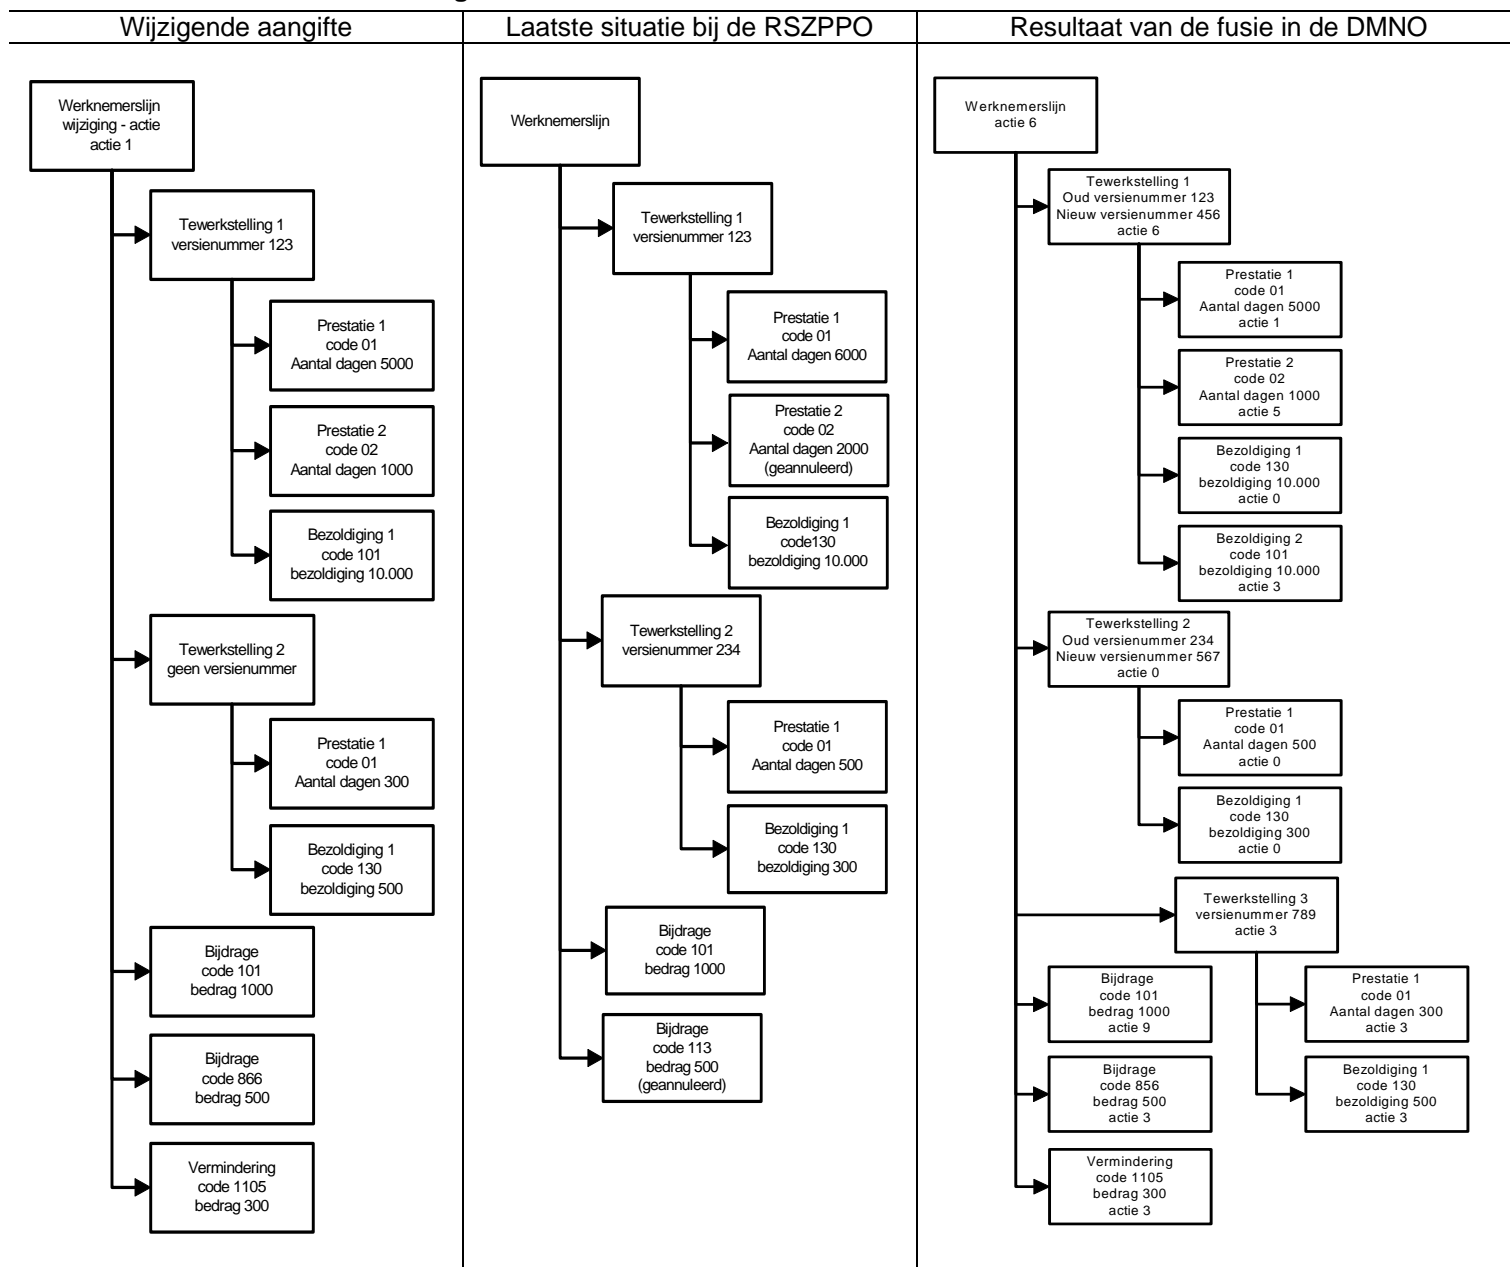 Wijzigende aangifte
Laatste situatie bij de RSZPPO
Resultaat van de fusie in de DMNO
Werknemerslijn
wijziging - actie
actie 1
Tewerkstelling 1
versienummer 123
Prestatie 1
code 01
Aantal dagen 5000
Prestatie 2
code 02
Aantal dagen 1000
Bezoldiging 1
code 101
bezoldiging 10.000
Tewerkstelling 2
geen versienummer
Prestatie 1
code 01
Aantal dagen 300
Bezoldiging 1
code 130
bezoldiging 500
Bijdrage
code 101
bedrag 1000
Bijdrage
code 866
bedrag 500
Vermindering
code 1105
bedrag 300
Werknemerslijn
Tewerkstelling 1
versienummer 123
Prestatie 1
code 01
Aantal dagen 6000
Prestatie 2
code 02
Aantal dagen 2000
(geannuleerd)
Bezoldiging 1
code130
bezoldiging 10.000
Tewerkstelling 2
versienummer 234
Prestatie 1
code 01
Aantal dagen 500
Bezoldiging 1
code 130
bezoldiging 300
Bijdrage
code 101
bedrag 1000
Bijdrage
code 113
bedrag 500
(geannuleerd)
Werknemerslijn
actie 6
Tewerkstelling 1
Oud versienummer 123
Nieuw versienummer 456
actie 6
Prestatie 1
code 01
Aantal dagen 5000
actie 1
Prestatie 2
code 02
Aantal dagen 1000
actie 5
Bezoldiging 1
code 130
bezoldiging 10.000
actie 0
Bezoldiging 2
code 101
bezoldiging 10.000
actie 3
Tewerkstelling 2
Oud versienummer 234
Nieuw versienummer 567
actie 0
Prestatie 1
code 01
Aantal dagen 500
actie 0
Bezoldiging 1
code 130
bezoldiging 300
actie 0
Tewerkstelling 3
versienummer 789
actie 3
Prestatie 1
code 01
Aantal dagen 300
actie 3
Bezoldiging 1
code 130
bezoldiging 500
actie 3
Bijdrage
code 101
bedrag 1000
actie 9
Bijdrage
code 856
bedrag 500
actie 3
Vermindering
code 1105
bedrag 300
actie 3